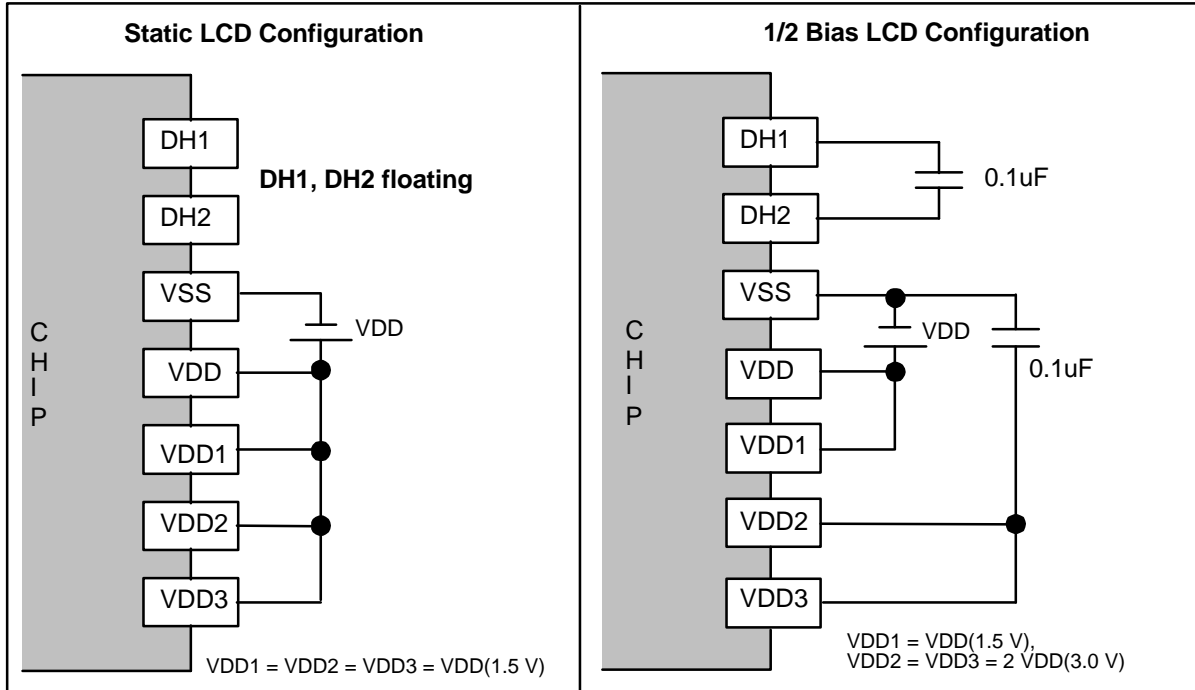 Static LCD Configuration
DH1
DH1, DH2 floating
DH2
VSS
VDD
VDD
VDD1
VDD2
VDD3
C
H
I
P
VDD1 = VDD2 = VDD3 = VDD(1.5 V)
1/2 Bias LCD Configuration
DH1
0.1uF
DH2
VSS
VDD
0.1uF
VDD
VDD1
VDD2
VDD3
C
H
I
P
VDD1 = VDD(1.5 V),
VDD2 = VDD3 = 2 VDD(3.0 V)